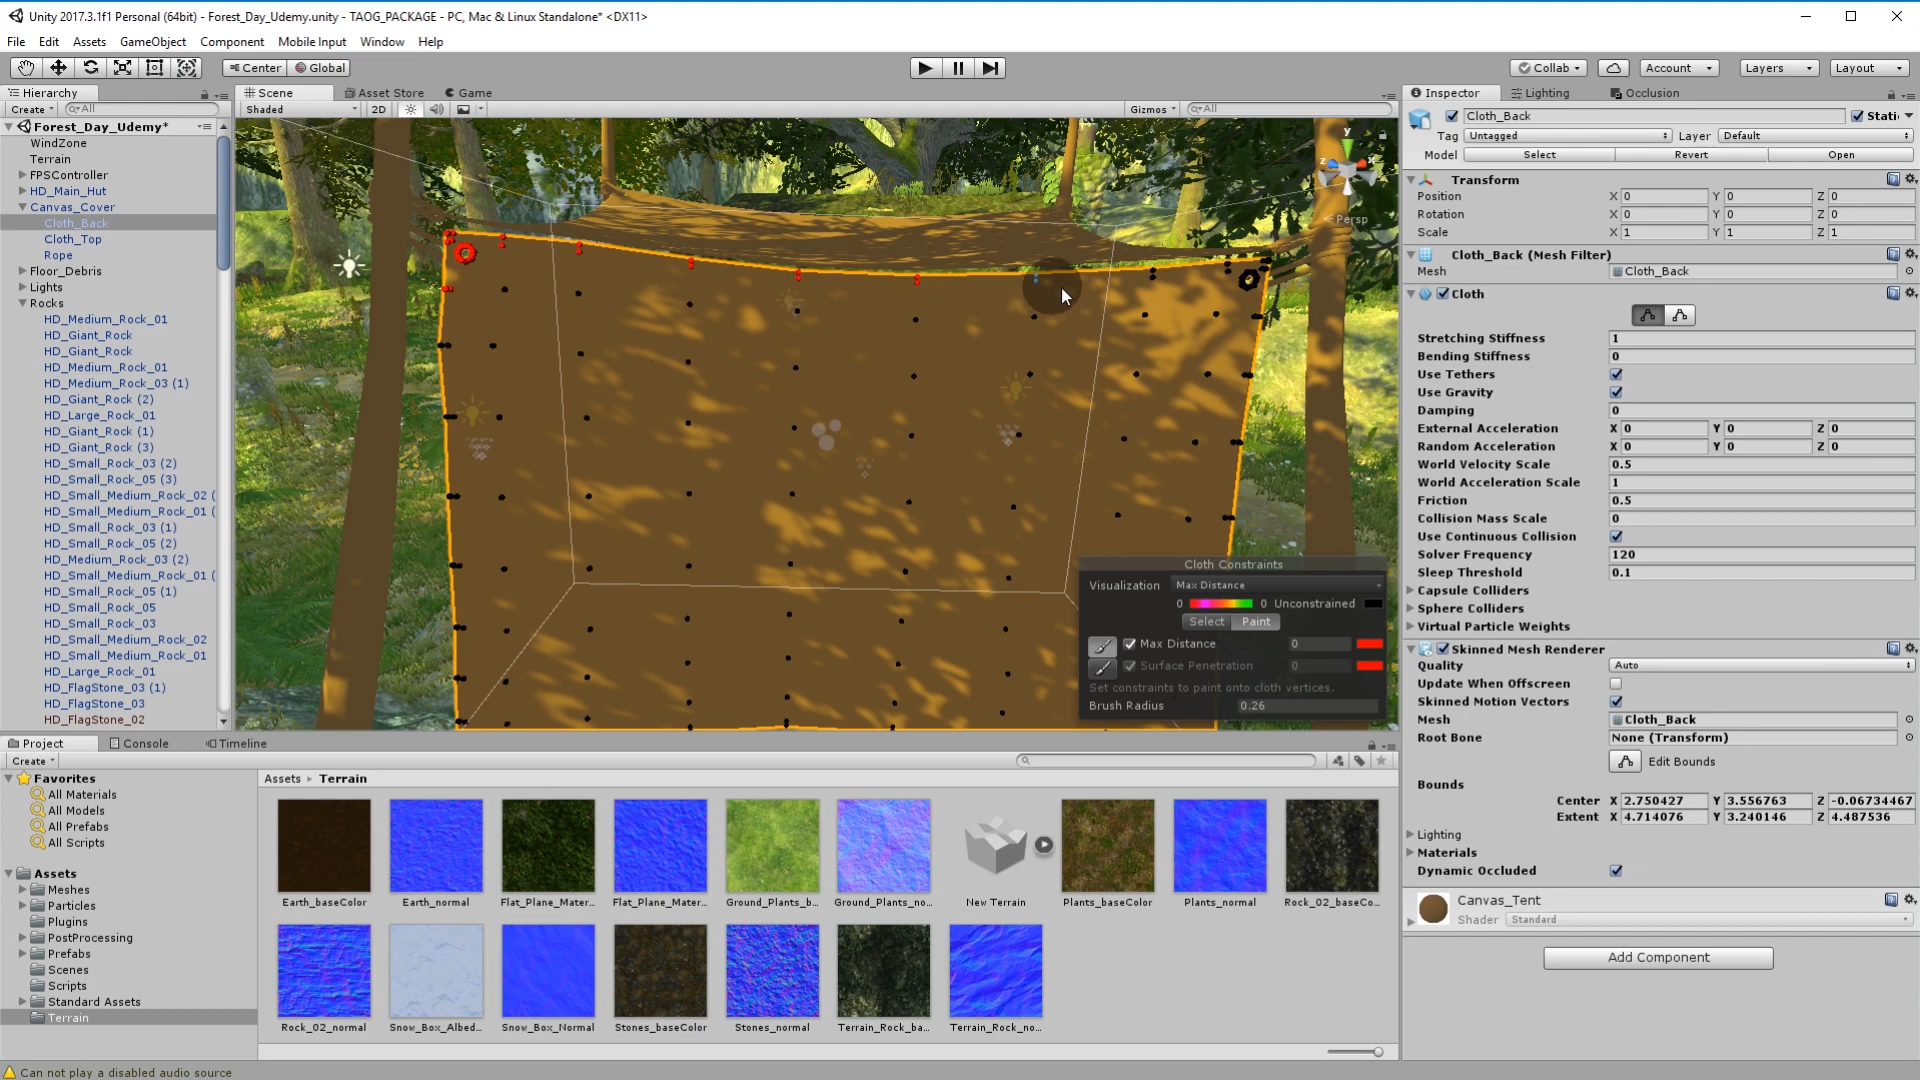 Unity 2017.3.1f1 Personal (64bit) - Forest_Day_Udemy.unity - TAOG_PACKAGE - PC, Mac & Linux Standalone* <DX11>
File Edit Assets GameObject Component Mobile Input Window Help
Center Global Collab Account Layers Layout
Hierarchy
Create All
Forest_Day_Udemy*
WindZone
Terrain
FPSController
HD_Main_Hut
Canvas_Cover
Cloth_Back
Cloth_Top
Rope
Floor_Debris
Lights
Rocks
HD_Medium_Rock_01
HD_Giant_Rock
HD_Giant_Rock
HD_Medium_Rock_01
HD_Medium_Rock_03 (1)
HD_Giant_Rock (2)
HD_Large_Rock_01
HD_Giant_Rock (1)
HD_Giant_Rock (3)
HD_Small_Rock_03 (2)
HD_Small_Rock_05 (3)
HD_Small_Medium_Rock_02 (
HD_Small_Medium_Rock_01 (
HD_Small_Rock_03 (1)
HD_Small_Rock_05 (2)
HD_Medium_Rock_03 (2)
HD_Small_Medium_Rock_01 (
HD_Small_Rock_05 (1)
HD_Small_Rock_05
HD_Small_Rock_03
HD_Small_Medium_Rock_02
HD_Small_Medium_Rock_01
HD_Large_Rock_01
HD_FlagStone_03 (1)
HD_FlagStone_03
HD_FlagStone_02
Scene Asset Store Game
Shaded 2D Gizmos All
y
z x
Persp
Cloth Constraints
Visualization Max Distance
0 0 Unconstrained
Select Paint
Max Distance 0
Surface Penetration 0
Set constraints to paint onto cloth vertices.
Brush Radius 0.26
Inspector Lighting Occlusion
Cloth_Back Stati
Tag Untagged Layer Default
Model Select Revert Open
Transform
Position X 0 Y 0 Z 0
Rotation X 0 Y 0 Z 0
Scale X 1 Y 1 Z 1
Cloth_Back (Mesh Filter)
Mesh Cloth_Back
Cloth
Stretching Stiffness 1
Bending Stiffness 0
Use Tethers
Use Gravity
Damping 0
External Acceleration X 0 Y 0 Z 0
Random Acceleration X 0 Y 0 Z 0
World Velocity Scale 0.5
World Acceleration Scale 1
Friction 0.5
Collision Mass Scale 0
Use Continuous Collision
Solver Frequency 120
Sleep Threshold 0.1
Capsule Colliders
Sphere Colliders
Virtual Particle Weights
Skinned Mesh Renderer
Quality Auto
Update When Offscreen
Skinned Motion Vectors
Mesh Cloth_Back
Root Bone None (Transform)
Edit Bounds
Bounds
Center X 2.750427 Y 3.556763 Z -0.06734467
Extent X 4.714076 Y 3.240146 Z 4.487536
Lighting
Materials
Dynamic Occluded
Canvas_Tent
Shader Standard
Add Component
Project Console Timeline
Create
Favorites
All Materials
All Models
All Prefabs
All Scripts
Assets
Meshes
Particles
Plugins
PostProcessing
Prefabs
Scenes
Scripts
Standard Assets
Terrain
Assets Terrain
Earth_baseColor Earth_normal Flat_Plane_Mater... Flat_Plane_Mater... Ground_Plants_b... Ground_Plants_no... New Terrain Plants_baseColor Plants_normal Rock_02_baseCo...
Rock_02_normal Snow_Box_Albed... Snow_Box_Normal Stones_baseColor Stones_normal Terrain_Rock_ba... Terrain_Rock_no...
Can not play a disabled audio source